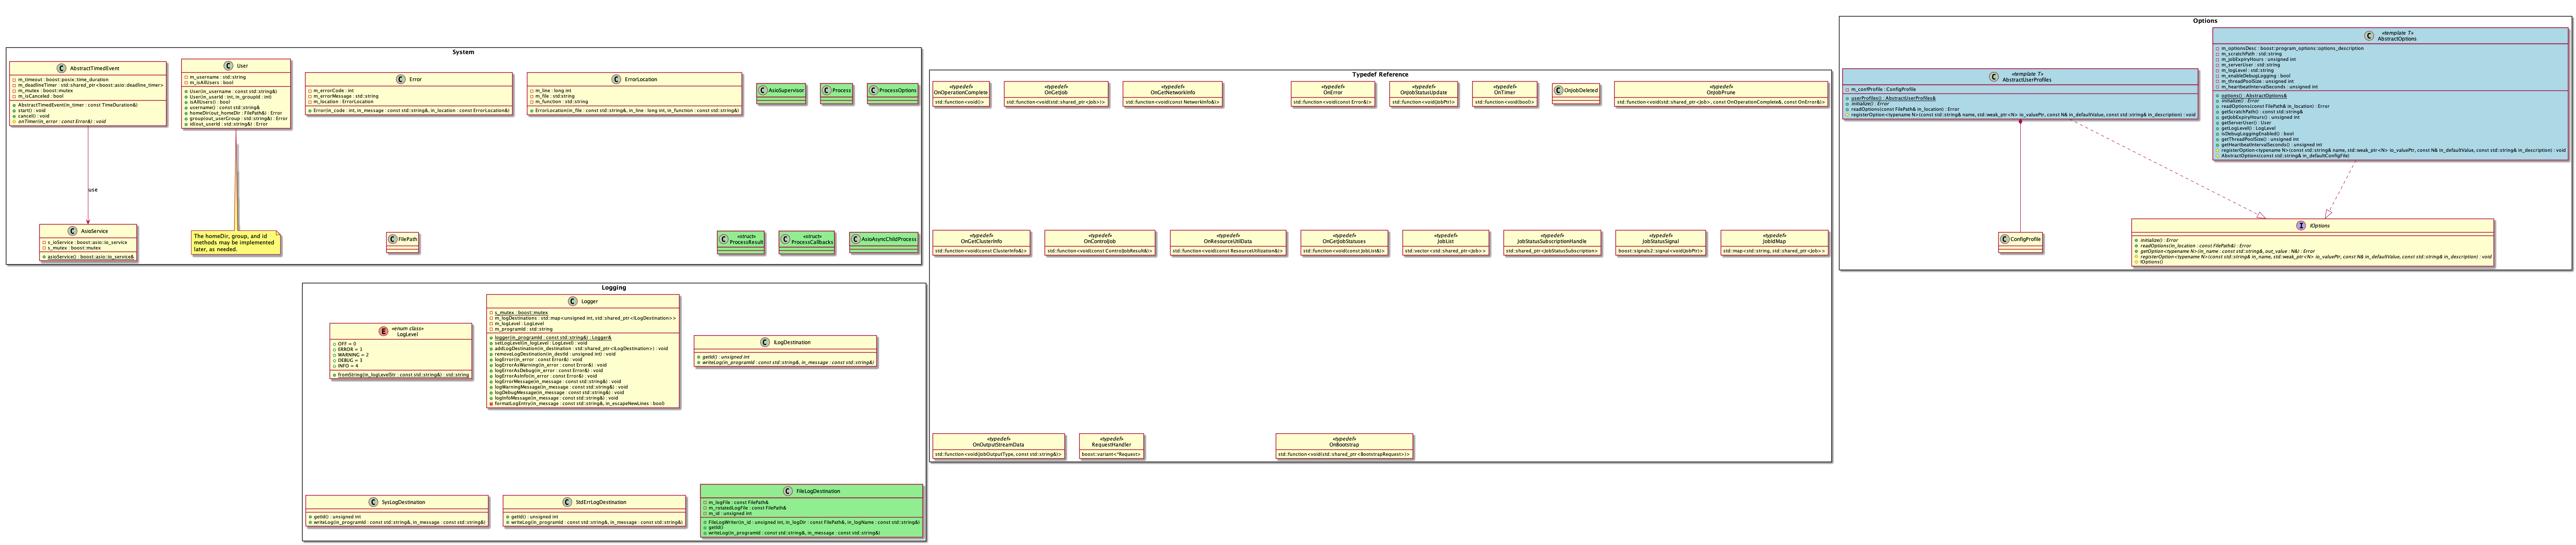 System
AbstractTimedEvent
m_timeout : boost::posix::time_duration
m_deadlineTimer : std::shared_ptr<boost::asio::deadline_timer>
m_mutex : boost::mutex
m_isCanceled : bool
AbstractTimedEvent(in_timer : const TimeDuration&)
start() : void
cancel() : void
onTimer(in_error : const Error&) : void
User
m_username : std::string
m_isAllUsers : bool
User(in_username : const std::string&)
User(in_userId : int, in_groupId : int)
isAllUsers() : bool
username() : const std::string&
homeDir(out_homeDir : FilePath&) : Error
group(out_userGroup : std::string&) : Error
id(out_userId : std::string&) : Error
Error
m_errorCode : int
m_errorMessage : std::string
m_location : ErrorLocation
Error(in_code : int, in_message : const std::string&, in_location : const ErrorLocation&)
ErrorLocation
m_line : long int
m_file : std::string
m_function : std::string
ErrorLocation(in_file : const std::string&, in_line : long int, in_function : const std::string&)
AsioSupervisor
Process
ProcessOptions
use
AsioService
s_ioService : boost::asio::io_service
s_mutex : boost::mutex
asioService() : boost::asio::io_service&
The homeDir, group, and id
methods may be implemented
later, as needed.
FilePath
«struct»
ProcessResult
«struct»
ProcessCallbacks
AsioAsyncChildProcess
Logging
«enum class»
LogLevel
OFF = 0
ERROR = 1
WARNING = 2
DEBUG = 3
INFO = 4
fromString(in_logLevelStr : const std::string&) : std::string
Logger
s_mutex : boost::mutex
m_logDestinations : std::map<unsigned int, std::shared_ptr<ILogDestination>>
m_logLevel : LogLevel
m_programId : std::string
logger(in_programId : const std::string&) : Logger&
setLogLevel(in_logLevel : LogLevel) : void
addLogDestination(in_destination : std::shared_ptr<ILogDestination>) : void
removeLogDestination(in_destId : unsigned int) : void
logError(in_error : const Error&) : void
logErrorAsWarning(in_error : const Error&) : void
logErrorAsDebug(in_error : const Error&) : void
logErrorAsInfo(in_error : const Error&) : void
logErrorMessage(in_message : const std::string&) : void
logWarningMessage(in_message : const std::string&) : void
logDebugMessage(in_message : const std::string&) : void
logInfoMessage(in_message : const std::string&) : void
formatLogEntry(in_message : const std::string&, in_escapeNewLines : bool)
ILogDestination
getId() : unsigned int
writeLog(in_programId : const std::string&, in_message : const std::string&)
SysLogDestination
getId() : unsigned int
writeLog(in_programId : const std::string&, in_message : const std::string&)
StdErrLogDestination
getId() : unsigned int
writeLog(in_programId : const std::string&, in_message : const std::string&)
FileLogDestination
m_logFile : const FilePath&
m_rotatedLogFile : const FilePath&
m_id : unsigned int
FileLogWriter(in_id : unsigned int, in_logDir : const FilePath&, in_logName : const std::string&)
getId()
writeLog(in_programId : const std::string&, in_message : const std::string&)
Typedef Reference
«typedef»
OnOperationComplete
std::function<void()>
«typedef»
OnGetJob
std::function<void(std::shared_ptr<Job>)>
«typedef»
OnGetNetworkInfo
std::function<void(const NetworkInfo&)>
«typedef»
OnError
std::function<void(const Error&)>
«typedef»
OnJobStatusUpdate
std::function<void(JobPtr)>
«typedef»
OnTimer
std::function<void(bool)>
OnJobDeleted
«typedef»
OnJobPrune
std::function<void(std::shared_ptr<Job>, const OnOperationComplete&, const OnError&)>
«typedef»
OnGetClusterInfo
std::function<void(const ClusterInfo&)>
«typedef»
OnControlJob
std::function<void(const ControlJobResult&)>
«typedef»
OnResourceUtilData
std::function<void(const ResourceUtilization&)>
«typedef»
OnGetJobStatuses
std::function<void(const JobList&)>
«typedef»
JobList
std::vector<std::shared_ptr<Job>>
«typedef»
JobStatusSubscriptionHandle
std::shared_ptr<JobStatusSubscription>
«typedef»
JobStatusSignal
boost::signals2::signal<void(JobPtr)>
«typedef»
JobIdMap
std::map<std::string, std::shared_ptr<Job>>
«typedef»
OnOutputStreamData
std::function<void(JobOutputType, const std::string&)>
«typedef»
RequestHandler
boost::variant<*Request>
«typedef»
OnBootstrap
std::function<void(std::shared_ptr<BootstrapRequest>)>
Options
«template T»
AbstractUserProfiles
m_confProfile : ConfigProfile
userProfiles() : AbstractUserProfiles&
initialize() : Error
readOptions(const FilePath& in_location) : Error
registerOption<typename N>(const std::string& name, std::weak_ptr<N> io_valuePtr, const N& in_defaultValue, const std::string& in_description) : void
«template T»
AbstractOptions
m_optionsDesc : boost::program_options::options_description
m_scratchPath : std::string
m_jobExpiryHours : unsigned int
m_serverUser : std::string
m_logLevel : std::string
m_enableDebugLogging : bool
m_threadPoolSize : unsigned int
m_heartbeatIntervalSeconds : unsigned int
options() : AbstractOptions&
initialize() : Error
readOptions(const FilePath& in_location) : Error
getScratchPath() : const std::string&
getJobExpiryHours() : unsigned int
getServerUser() : User
getLogLevel() : LogLevel
isDebugLoggingEnabled() : bool
getThreadPoolSize() : unsigned int
getHeartbeatIntervalSeconds() : unsigned int
registerOption<typename N>(const std::string& name, std::weak_ptr<N> io_valuePtr, const N& in_defaultValue, const std::string& in_description) : void
AbstractOptions(const std::string& in_defaultConfigFile)
ConfigProfile
IOptions
initialize() : Error
readOptions(in_location : const FilePath&) : Error
getOption<typename N>(in_name : const std::string&, out_value : N&) : Error
registerOption<typename N>(const std::string& in_name, std::weak_ptr<N> io_valuePtr, const N& in_defaultValue, const std::string& in_description) : void
IOptions()